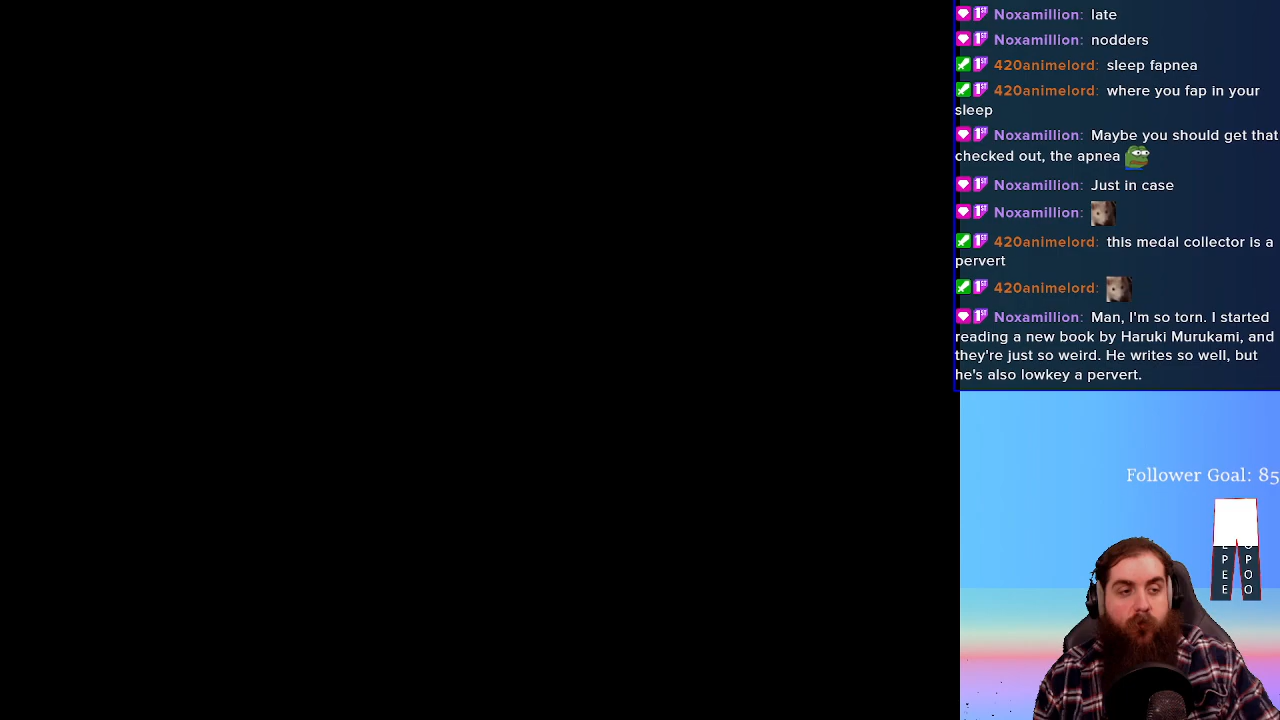 Noxamillion: late
Noxamillion: nodders
420animelord: sleep fapnea
420animelord: where you fap in your
sleep
Noxamillion: Maybe you should get that
checked out, the apnea
Noxamillion: Just in case
Noxamillion:
420animelord: this medal collector is a
pervert
420animelord:
Noxamillion: Man, I'm so torn. I started
reading a new book by Haruki Murukami, and
they're just so weird. He writes so well, but
he's also lowkey a pervert.
Follower Goal: 85
P P
E O
E O